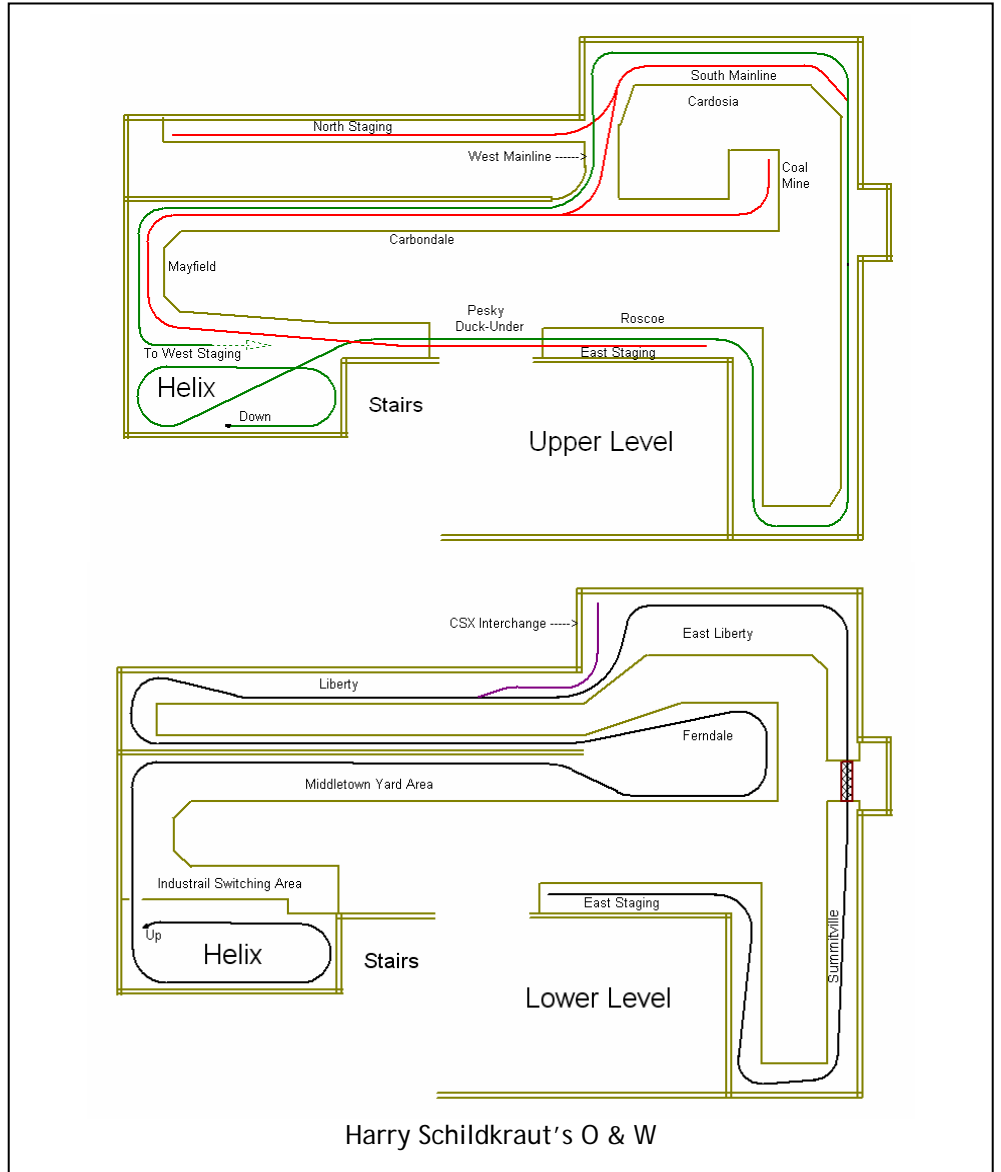 South Mainline
Cardosia
North Staging
West Mainline ----->
Coal
Mine
Carbondale
Mayfield
Pesky
Duck-Under
Roscoe
To West Staging
East Staging
Helix
Stairs
Down
Upper Level
CSX Interchange ----->
East Liberty
Liberty
Ferndale
Middletown Yard Area
Industrail Switching Area
East Staging
Up
Helix
Stairs
Summitville
Lower Level
Harry Schildkraut's O & W